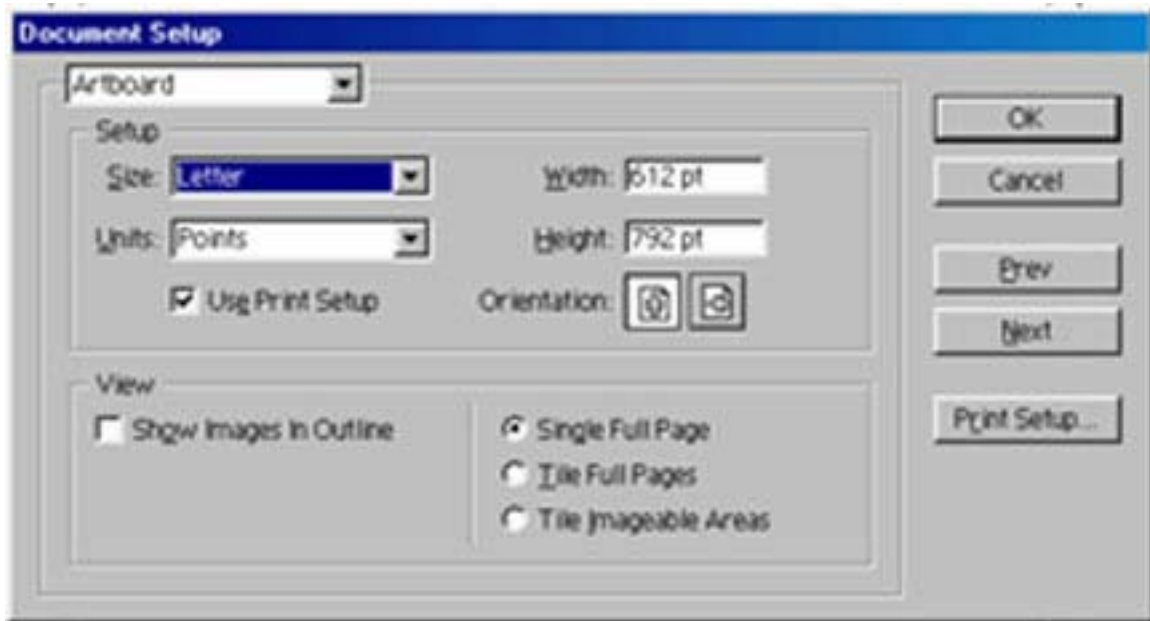 Document Setup
Artboard
Setup
Size: Letter
Width: 612 pt
Units: Points
Height: 792 pt
Use Print Setup
Orientation:
View
Show Images In Outline
Single Full Page
Tile Full Pages
Tile Imageable Areas
OK
Cancel
Prev
Next
Print Setup...